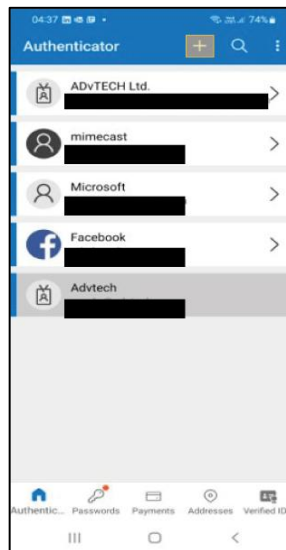 04:37
74%
Authenticator
ADvTECH Ltd.
mimecast
Microsoft
Facebook
Advtech
Authentic... Passwords Payments Addresses Verified ID